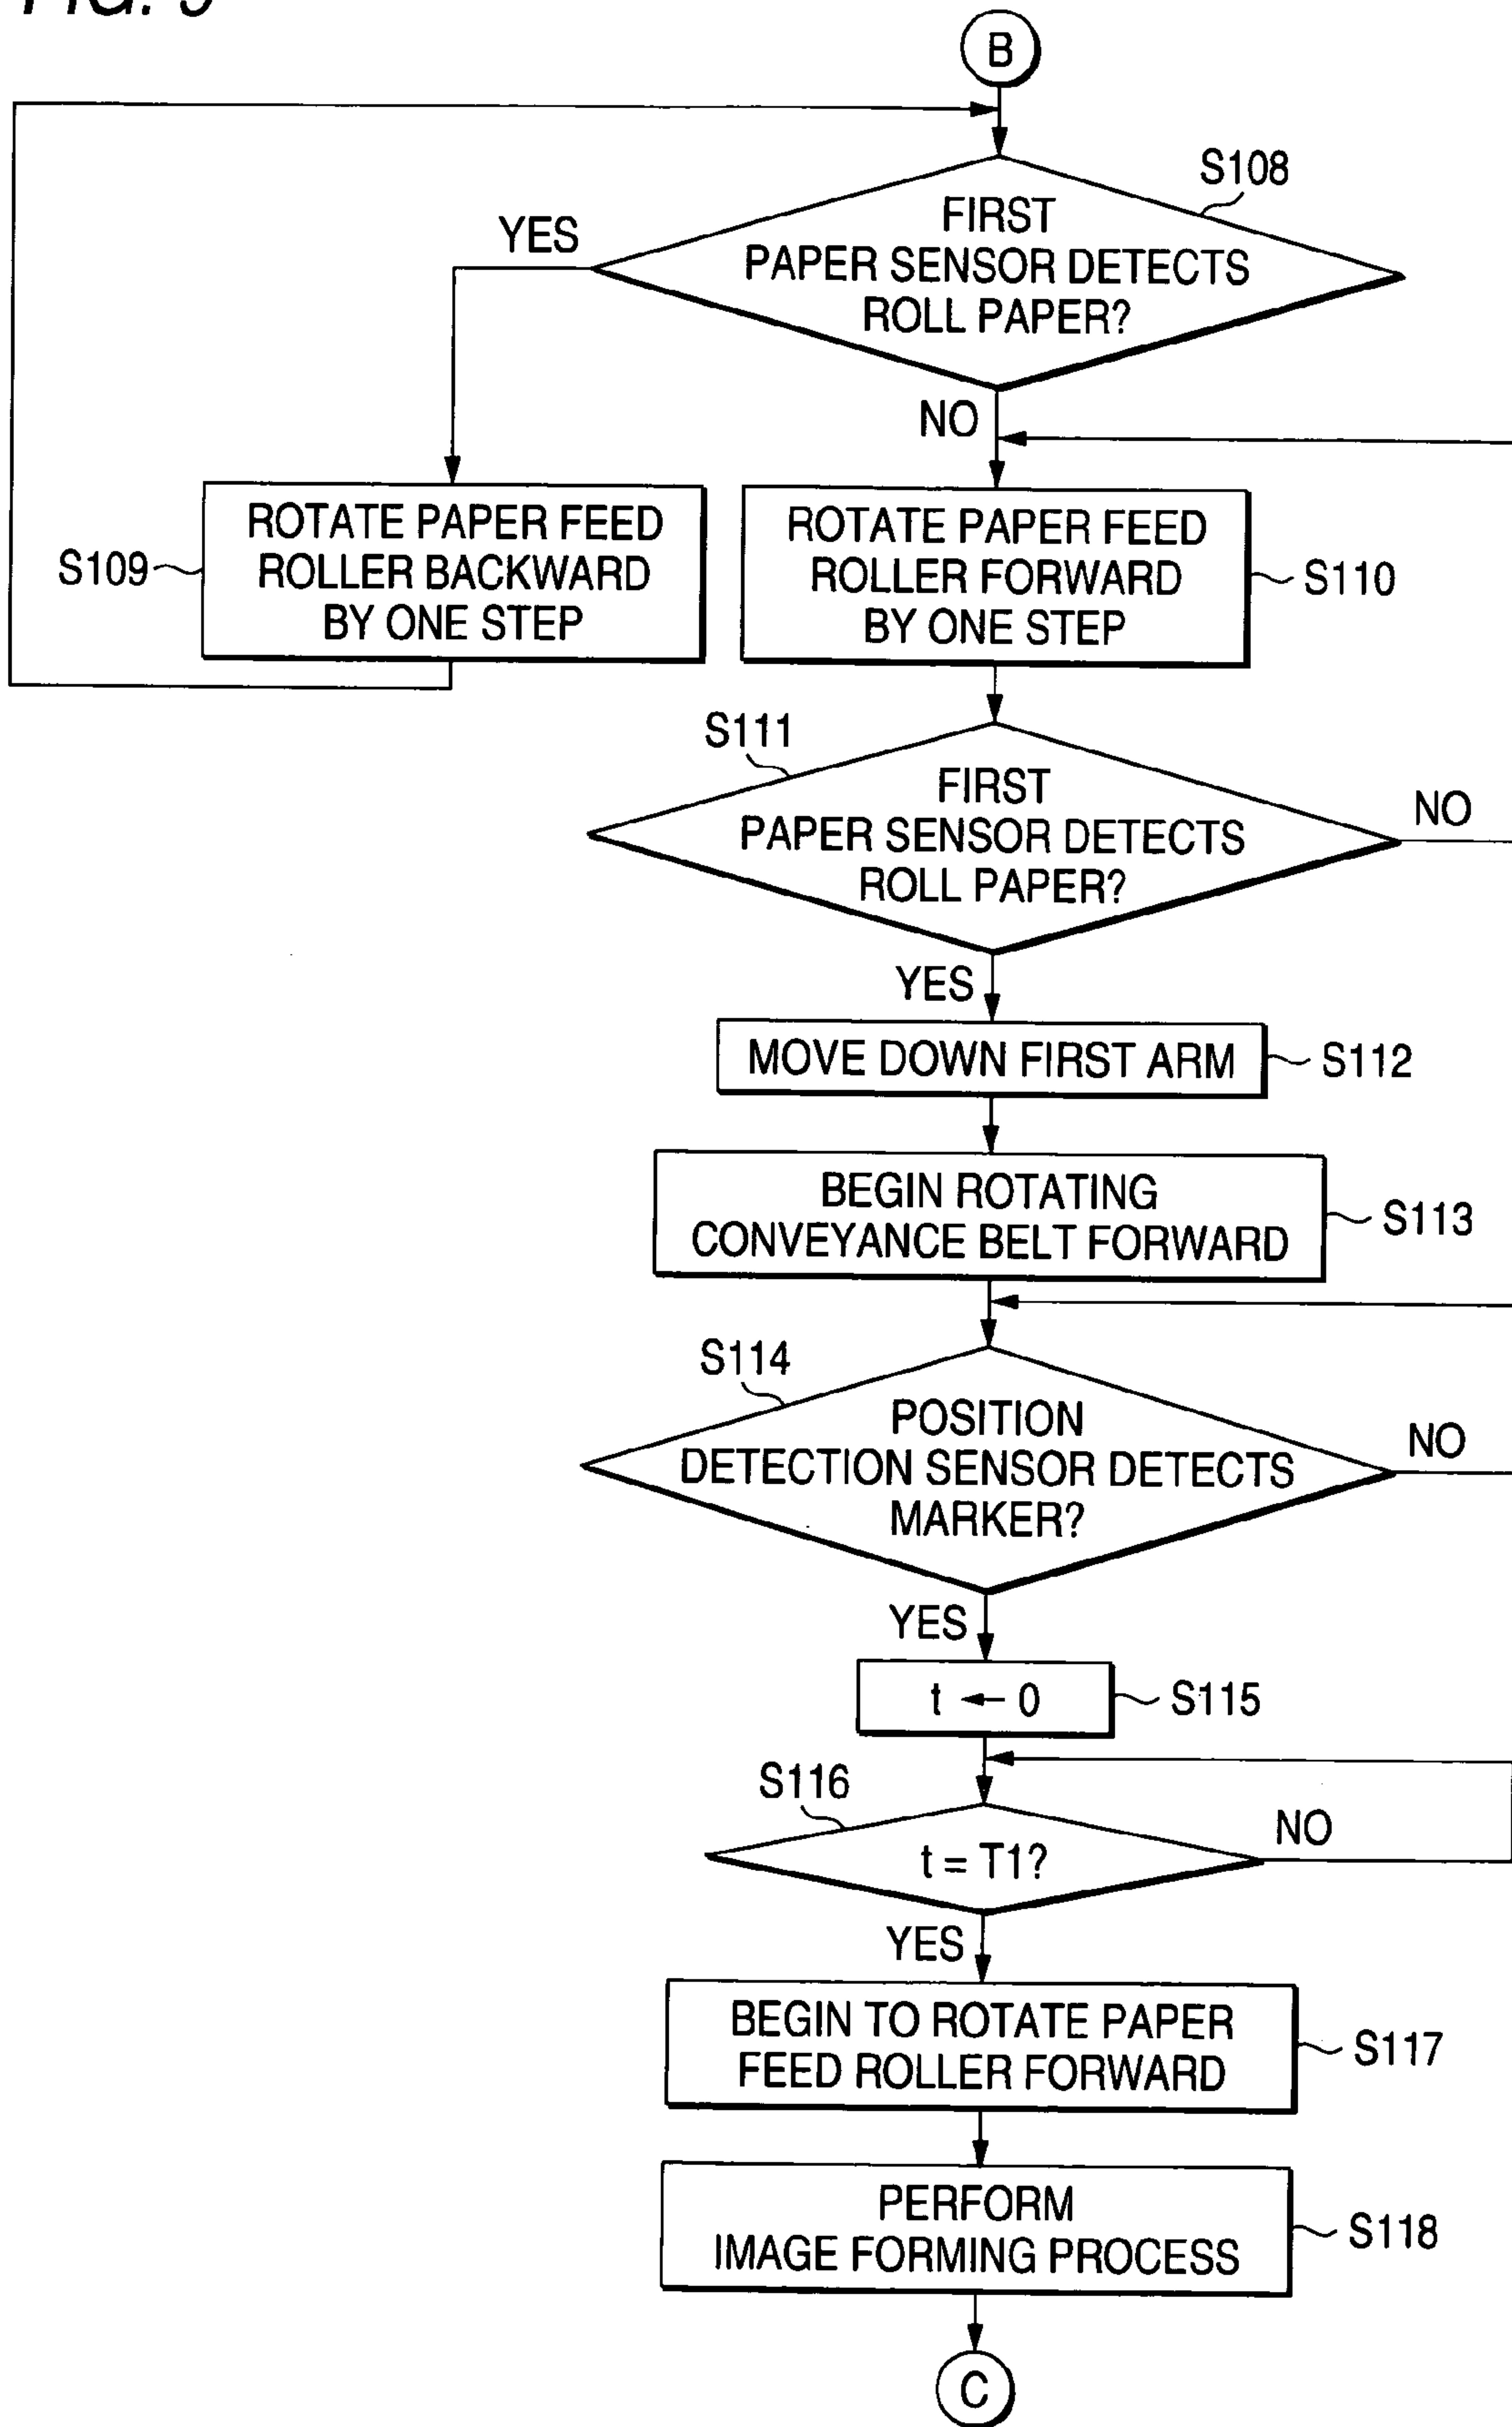 FIG. 9
B
S108
FIRST
PAPER SENSOR DETECTS
ROLL PAPER?
YES
NO
ROTATE PAPER FEED
ROLLER BACKWARD
BY ONE STEP
S109
ROTATE PAPER FEED
ROLLER FORWARD
BY ONE STEP
S110
S111
FIRST
PAPER SENSOR DETECTS
ROLL PAPER?
NO
YES
MOVE DOWN FIRST ARM
S112
BEGIN ROTATING
CONVEYANCE BELT FORWARD
S113
S114
POSITION
DETECTION SENSOR DETECTS
MARKER?
NO
YES
t ← 0
S115
S116
t = T1?
NO
YES
BEGIN TO ROTATE PAPER
FEED ROLLER FORWARD
S117
PERFORM
IMAGE FORMING PROCESS
S118
C